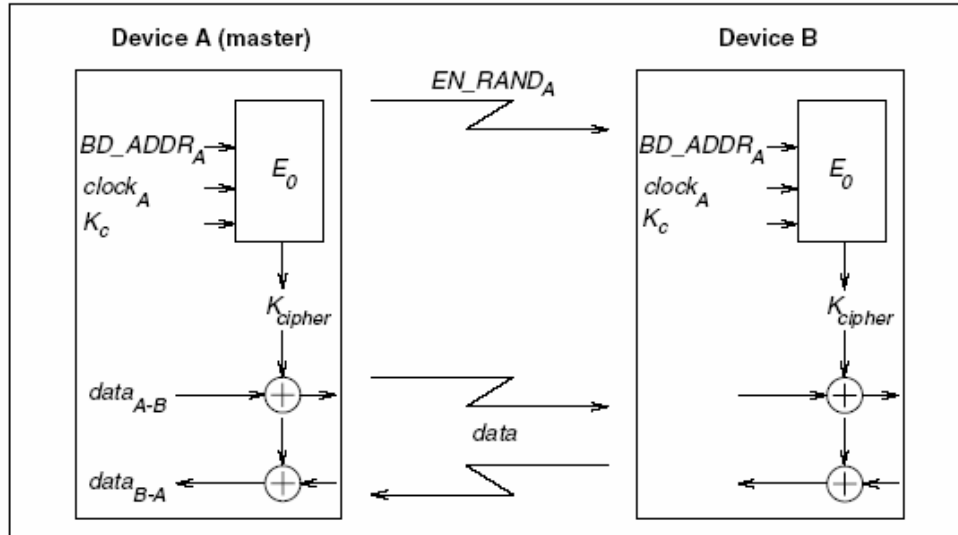 Device A (master)
Device B
EN_RAND_A
BD_ADDR_A
clock_A
K_c
E_0
K_cipher
data_A-B
data_B-A
data
BD_ADDR_A
clock_A
K_c
E_0
K_cipher